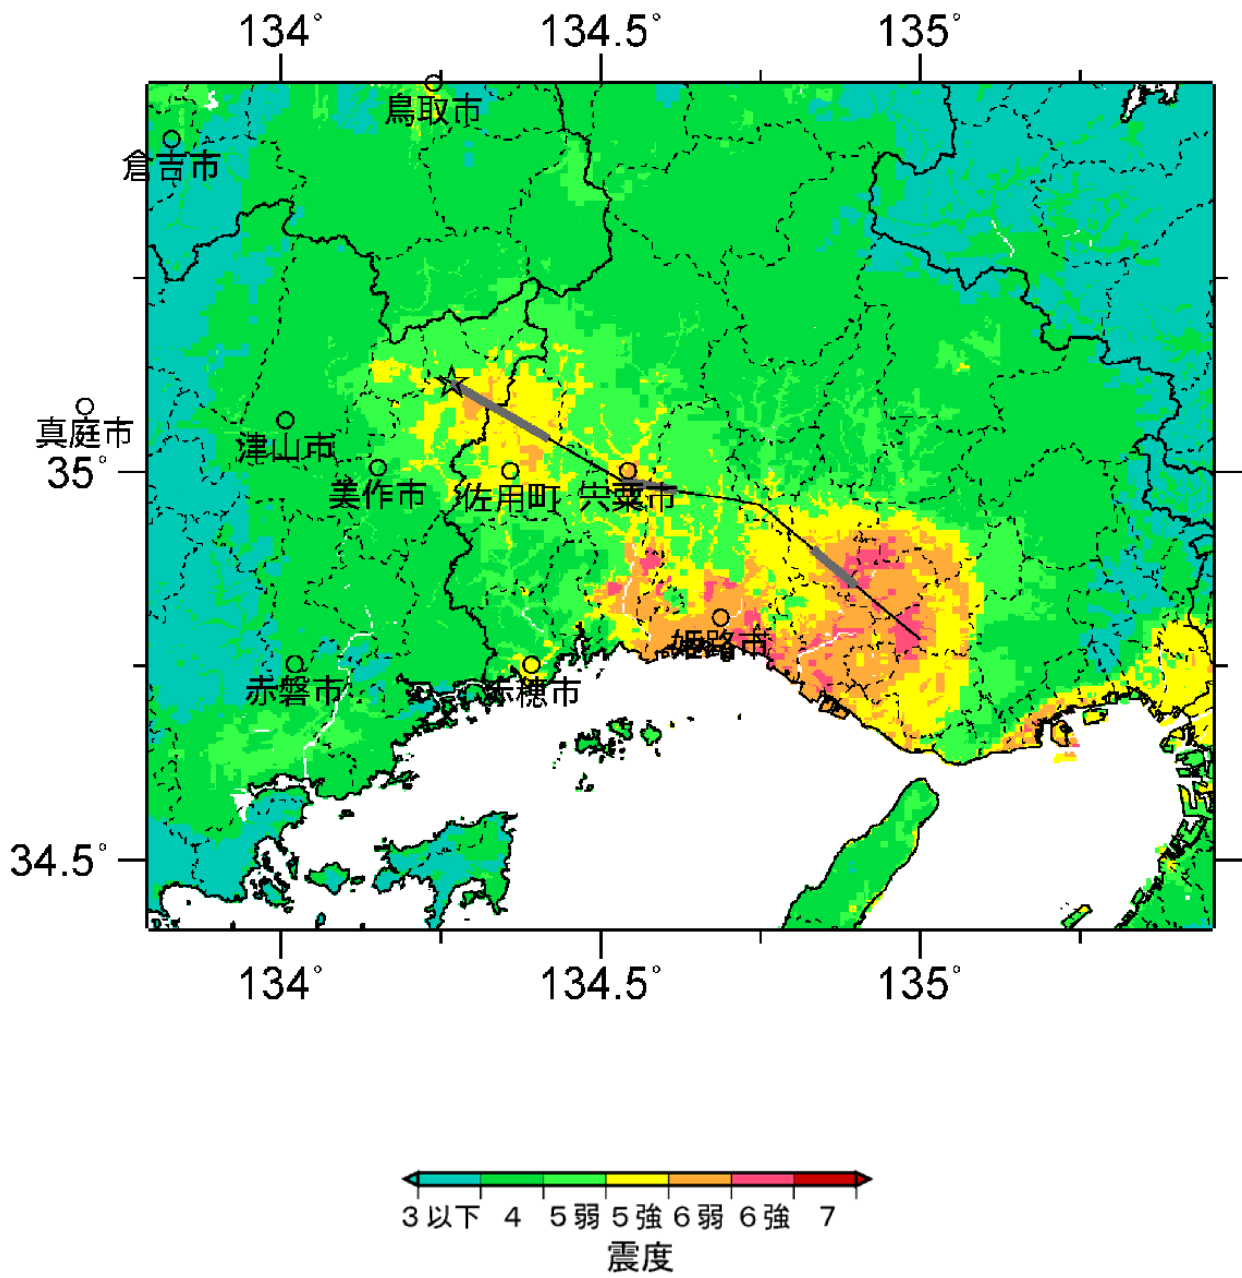 134° 134.5° 135°
鳥取市
倉吉市
真庭市
津山市
35°
美作市
佐用町
宍粟市
姫路市
赤磐市
赤穂市
34.5°
134° 134.5° 135°
3以下 4 5弱 5強 6弱 6強 7
震度